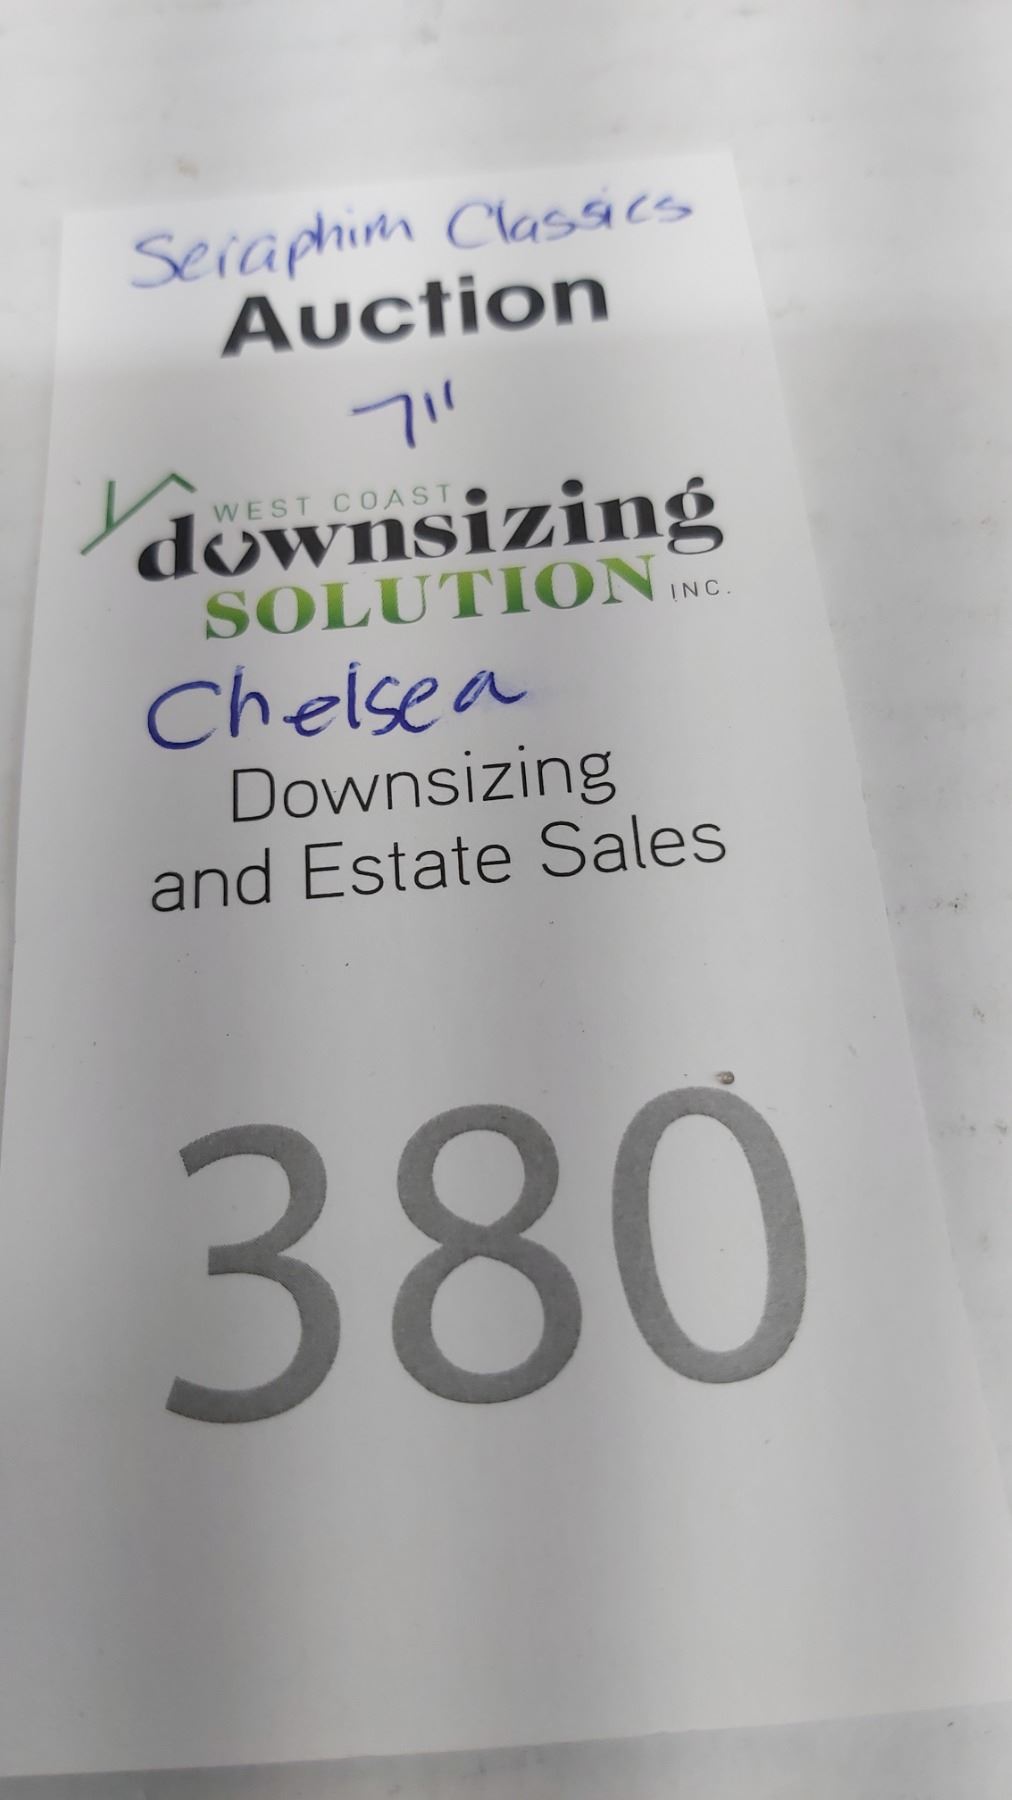 Seraphim Classics
Auction
7"
WEST COAST
downsizing
SOLUTION INC.
Chelsea
Downsizing
and Estate Sales
380